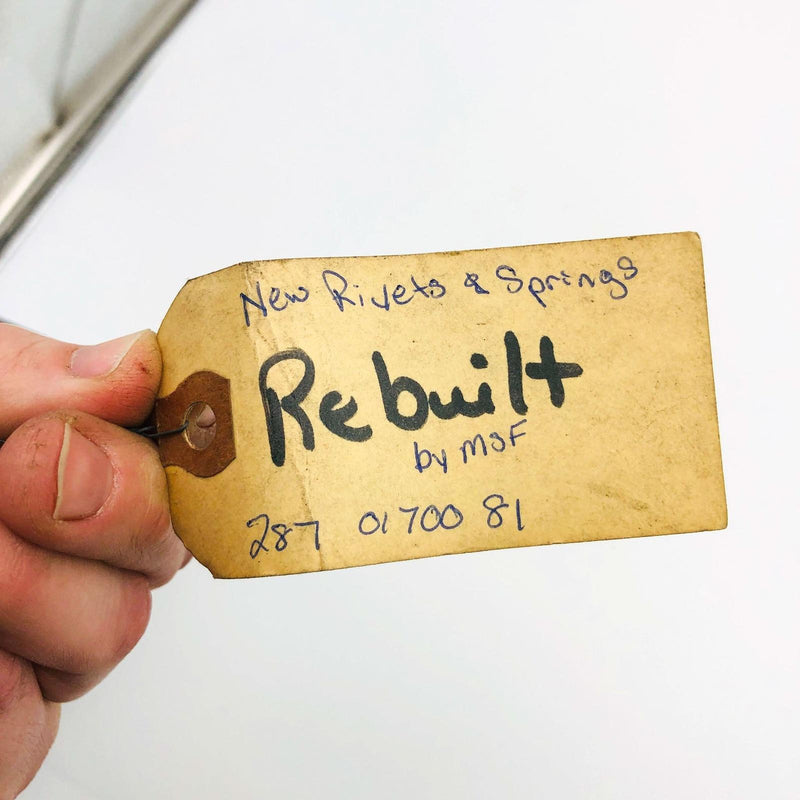 New Rivets & Springs
Rebuilt
by MSF
287 01700 81